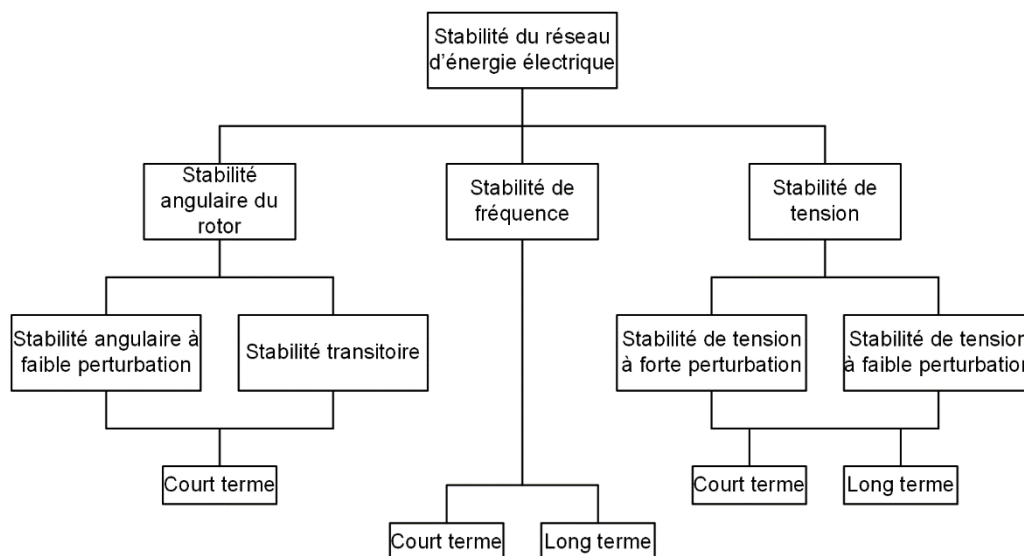 Stabilité du réseau
d'énergie électrique
Stabilité
angulaire du
rotor
Stabilité de
fréquence
Stabilité de
tension
Stabilité angulaire à
faible perturbation
Stabilité transitoire
Stabilité de tension
à forte perturbation
Stabilité de tension
à faible perturbation
Court terme
Court terme
Long terme
Court terme
Long terme